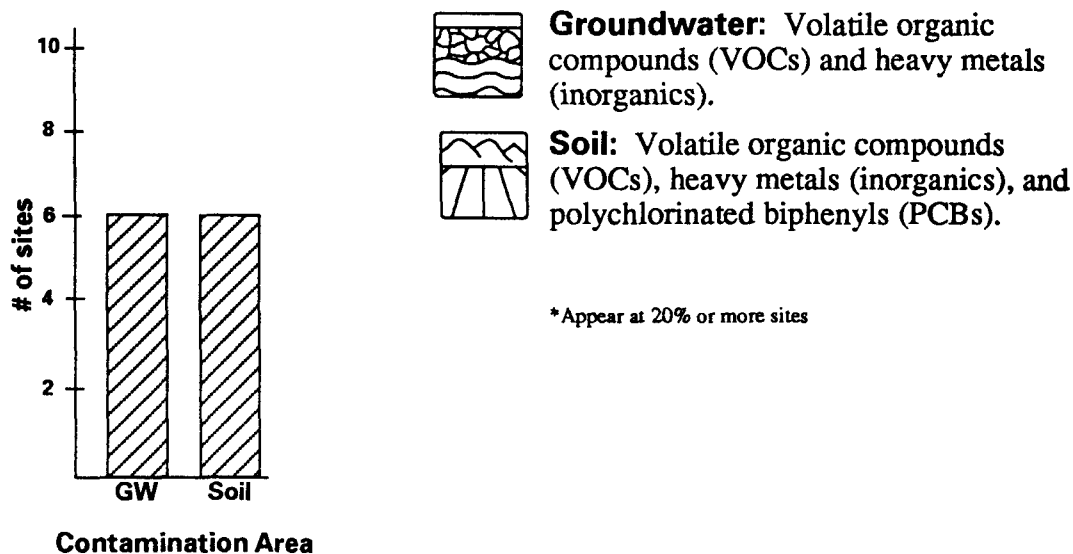 # of sites
10
8
6
4
2
GW Soil
Contamination Area
Groundwater: Volatile organic
compounds (VOCs) and heavy metals
(inorganics).
Soil: Volatile organic compounds
(VOCs), heavy metals (inorganics), and
polychlorinated biphenyls (PCBs).
*Appear at 20% or more sites